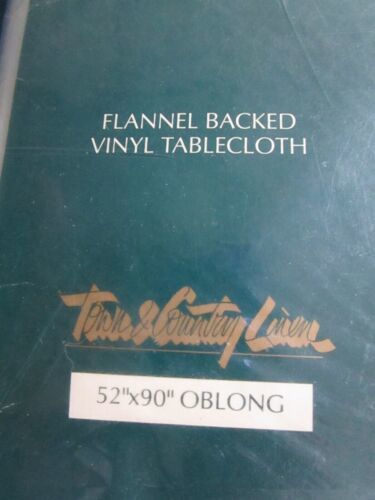 FLANNEL BACKED
VINYL TABLECLOTH
Town & Country Linen
52"x90" OBLONG